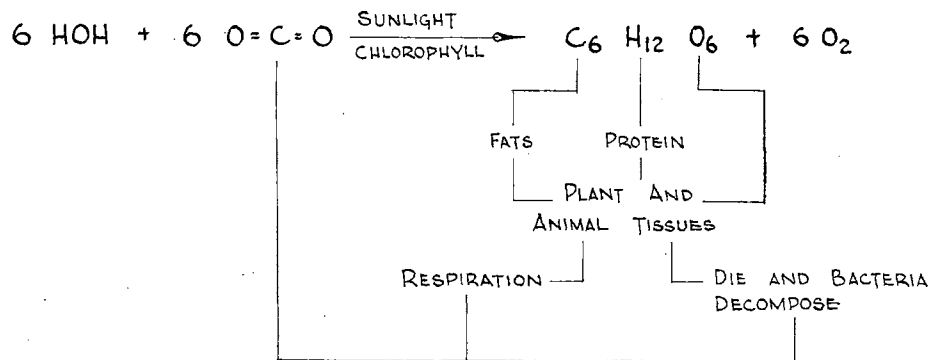 6 HOH + 6 O=C=O SUNLIGHT CHLOROPHYLL C6 H12 O6 + 6 O2
FATS PROTEIN
PLANT AND
ANIMAL TISSUES
RESPIRATION DIE AND BACTERIA
DECOMPOSE